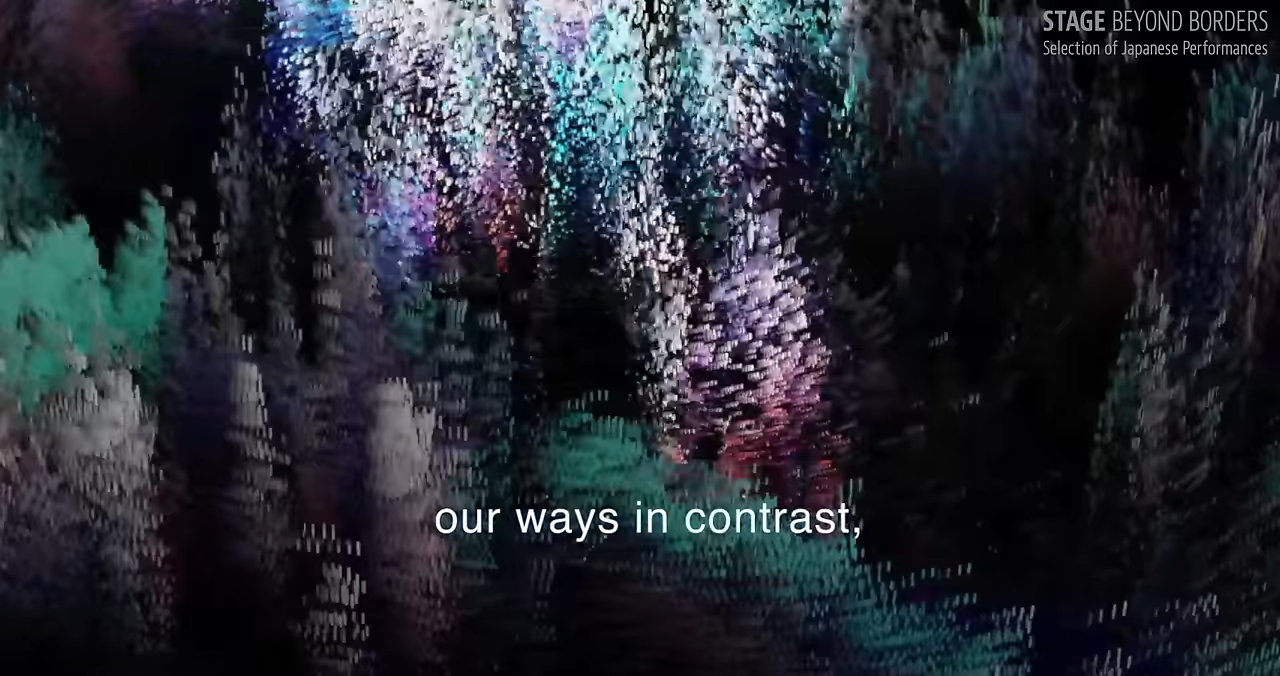 STAGE BEYOND BORDERS
Selection of Japanese Performances
our ways in contrast,